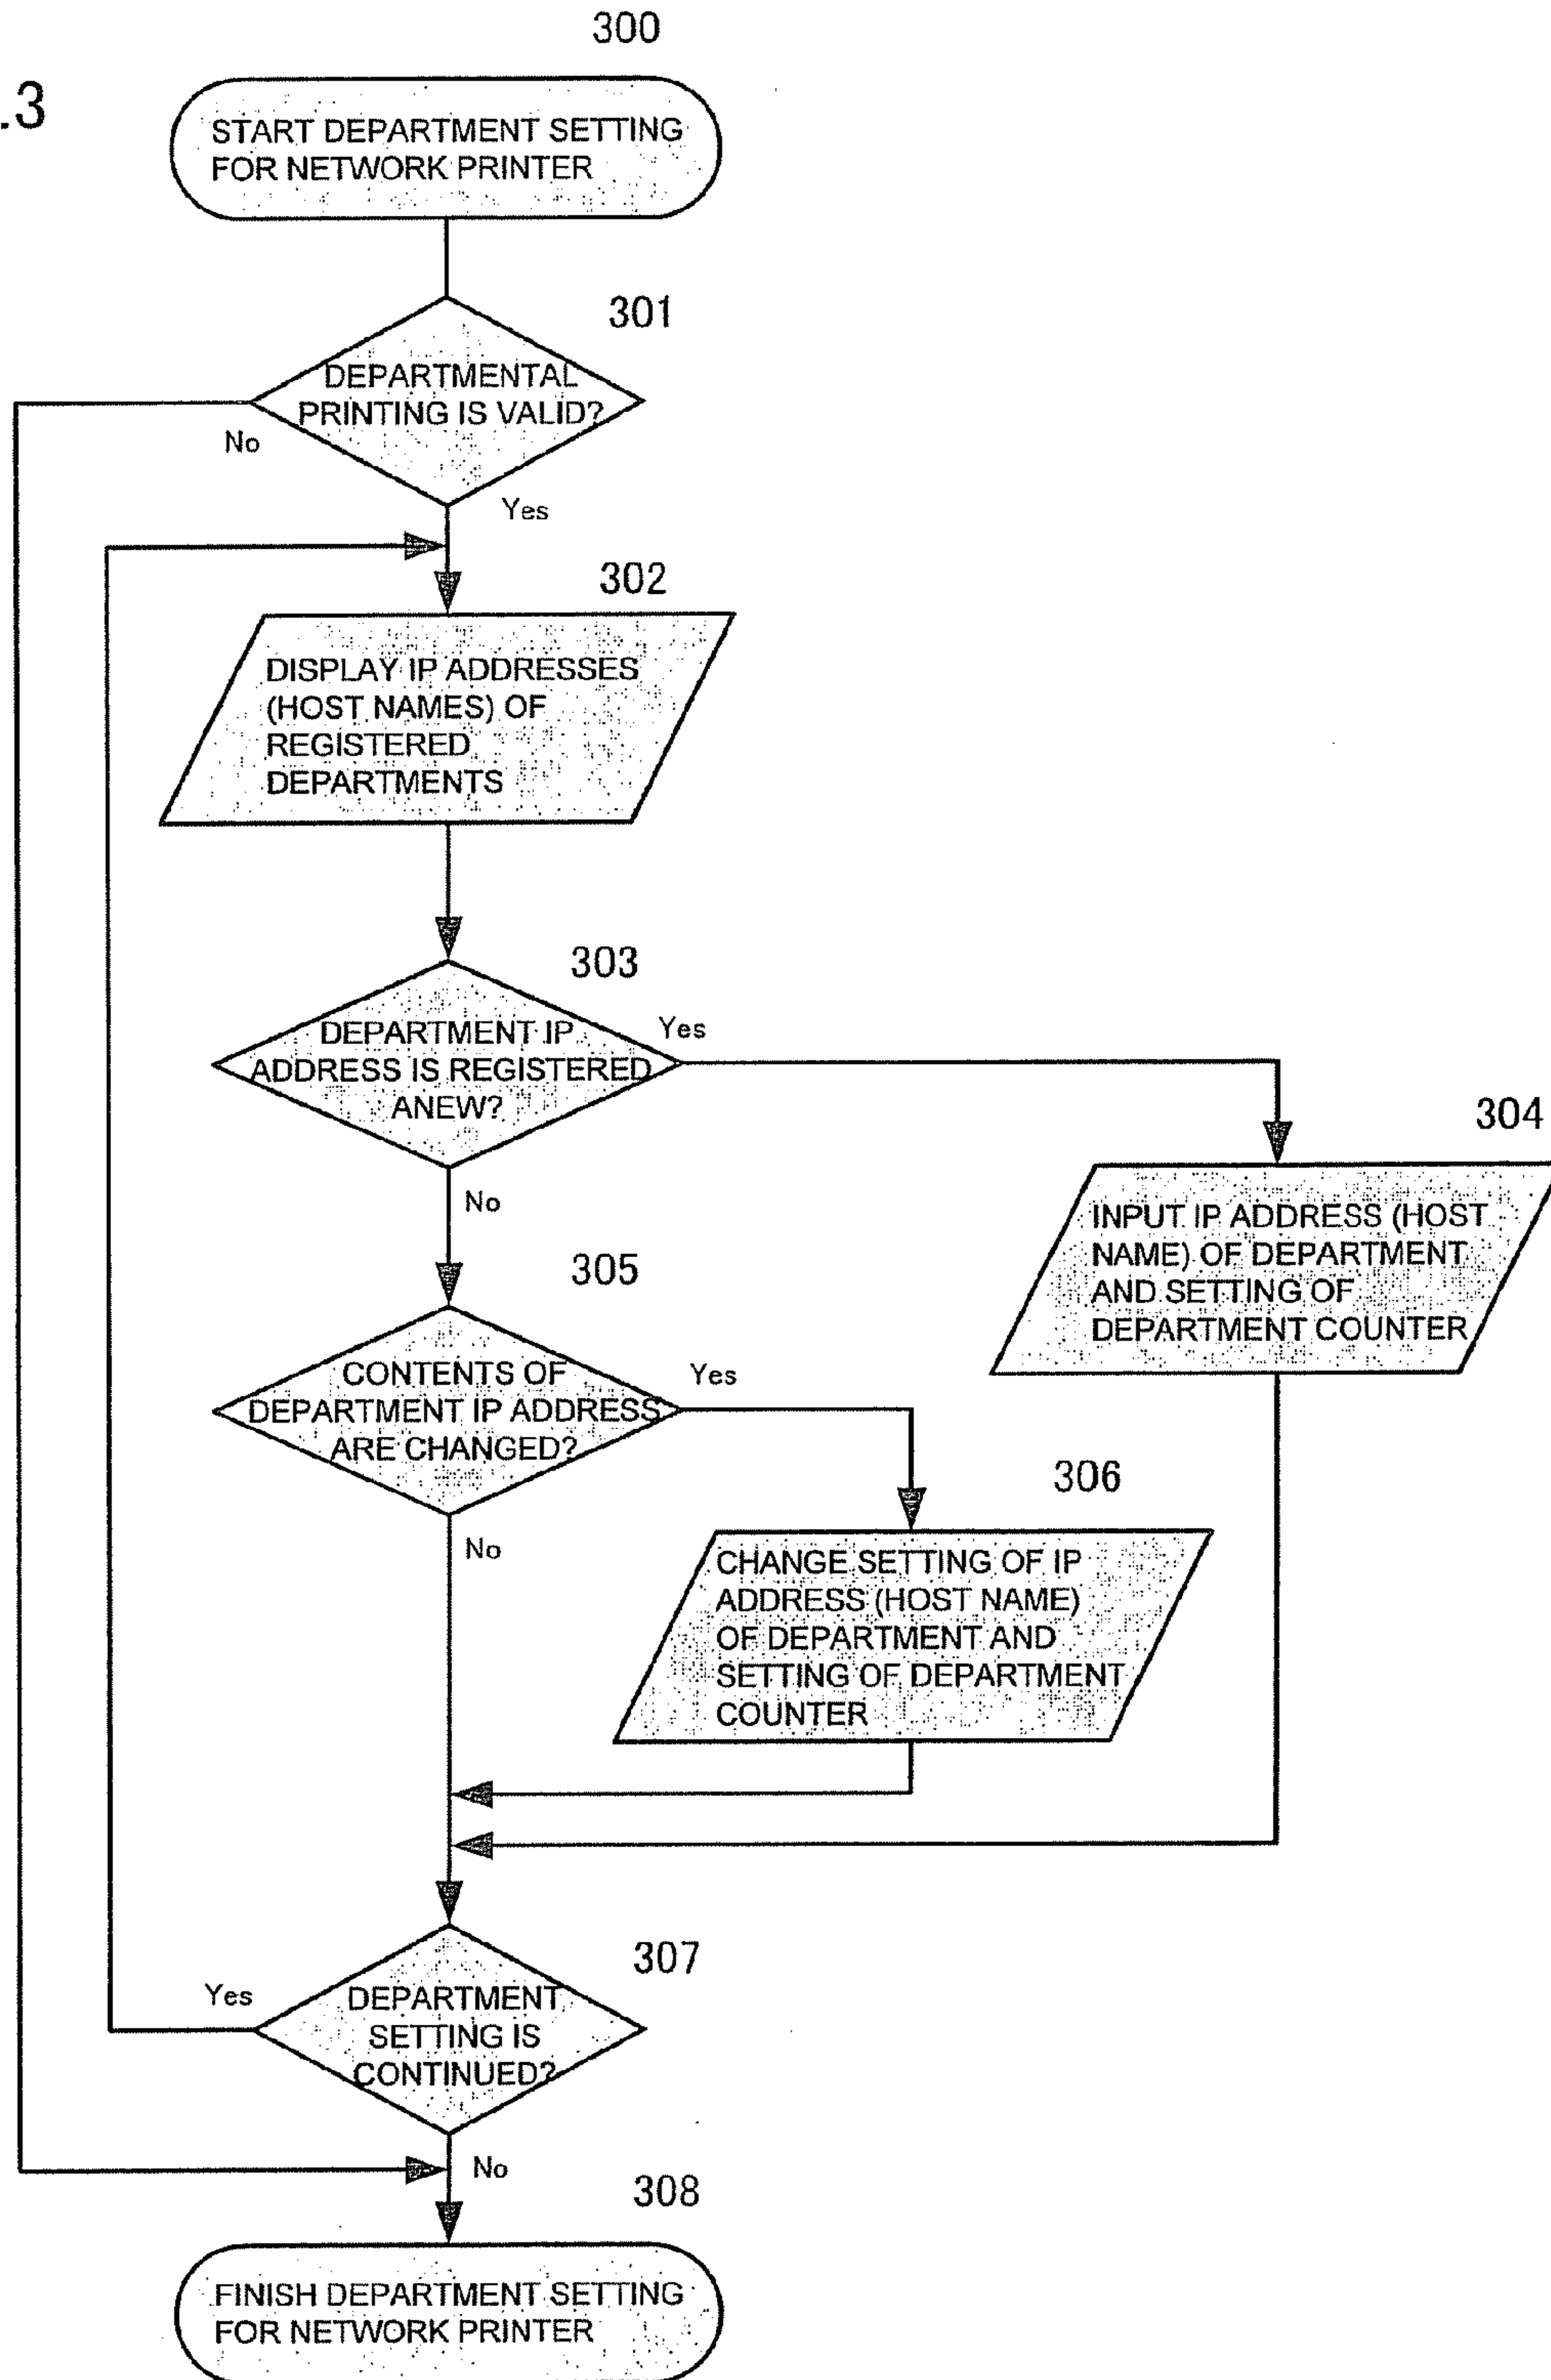 300
.3
START DEPARTMENT SETTING
FOR NETWORK PRINTER
301
DEPARTMENTAL
PRINTING IS VALID?
No
Yes
302
DISPLAY IP ADDRESSES
(HOST NAMES) OF
REGISTERED
DEPARTMENTS
303
DEPARTMENT IP
ADDRESS IS REGISTERED
ANEW?
Yes
No
304
INPUT IP ADDRESS (HOST
NAME) OF DEPARTMENT
AND SETTING OF
DEPARTMENT COUNTER
305
CONTENTS OF
DEPARTMENT IP ADDRESS
ARE CHANGED?
Yes
No
306
CHANGE SETTING OF IP
ADDRESS (HOST NAME)
OF DEPARTMENT AND
SETTING OF DEPARTMENT
COUNTER
307
DEPARTMENT
SETTING IS
CONTINUED?
Yes
No
308
FINISH DEPARTMENT SETTING
FOR NETWORK PRINTER